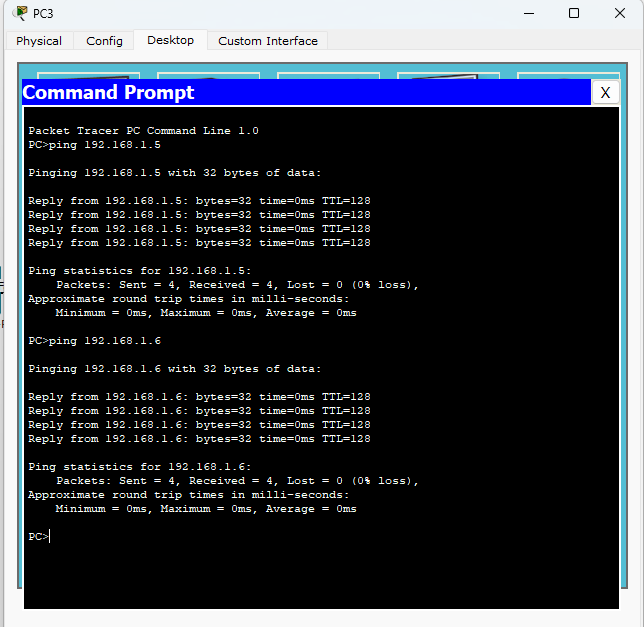 PC3
Physical Config Desktop Custom Interface
Command Prompt X
Packet Tracer PC Command Line 1.0
PC>ping 192.168.1.5
Pinging 192.168.1.5 with 32 bytes of data:
Reply from 192.168.1.5: bytes=32 time=0ms TTL=128
Reply from 192.168.1.5: bytes=32 time=0ms TTL=128
Reply from 192.168.1.5: bytes=32 time=0ms TTL=128
Reply from 192.168.1.5: bytes=32 time=0ms TTL=128
Ping statistics for 192.168.1.5:
    Packets: Sent = 4, Received = 4, Lost = 0 (0% loss),
Approximate round trip times in milli-seconds:
    Minimum = 0ms, Maximum = 0ms, Average = 0ms
PC>ping 192.168.1.6
Pinging 192.168.1.6 with 32 bytes of data:
Reply from 192.168.1.6: bytes=32 time=0ms TTL=128
Reply from 192.168.1.6: bytes=32 time=0ms TTL=128
Reply from 192.168.1.6: bytes=32 time=0ms TTL=128
Reply from 192.168.1.6: bytes=32 time=0ms TTL=128
Ping statistics for 192.168.1.6:
    Packets: Sent = 4, Received = 4, Lost = 0 (0% loss),
Approximate round trip times in milli-seconds:
    Minimum = 0ms, Maximum = 0ms, Average = 0ms
PC>